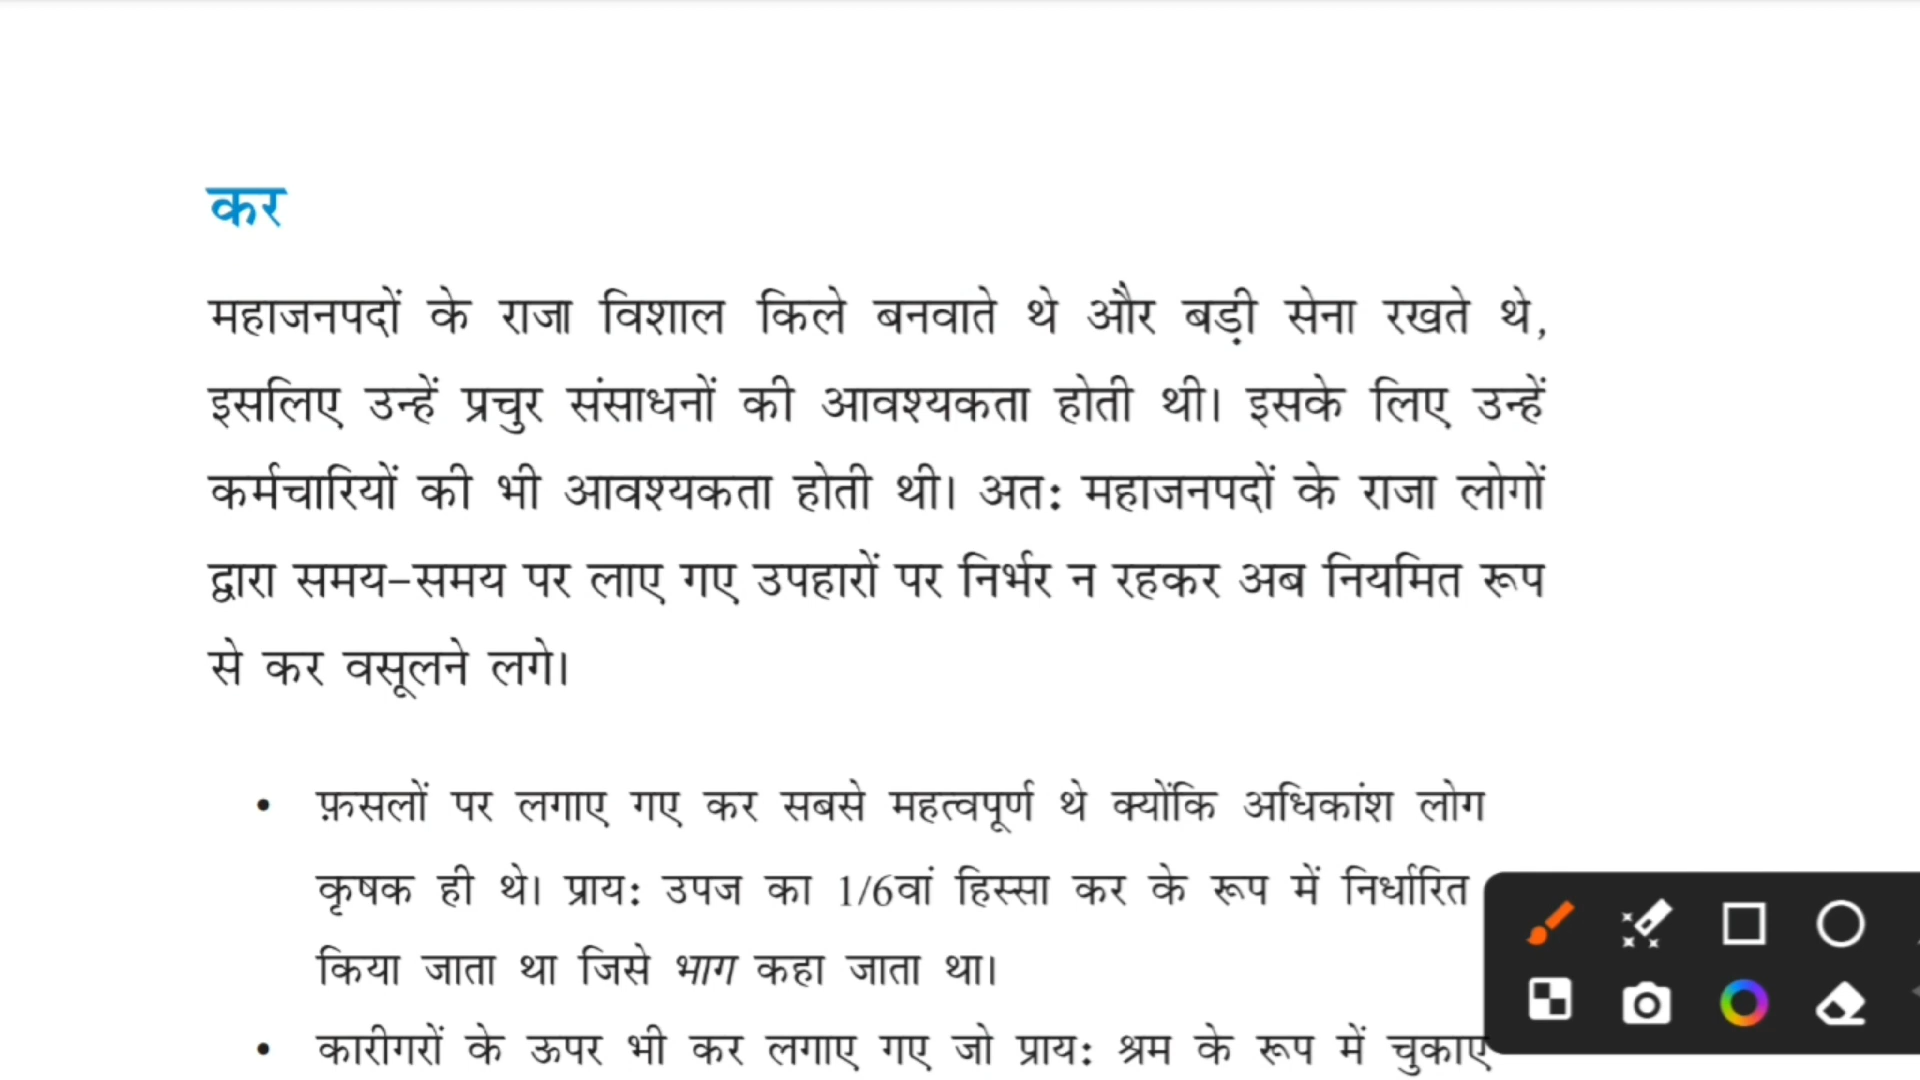 कर
महाजनपदों के राजा विशाल किले बनवाते थे और बड़ी सेना रखते थे,
इसलिए उन्हें प्रचुर संसाधनों की आवश्यकता होती थी। इसके लिए उन्हें
कर्मचारियों की भी आवश्यकता होती थी। अतः महाजनपदों के राजा लोगों
द्वारा समय-समय पर लाए गए उपहारों पर निर्भर न रहकर अब नियमित रूप
से कर वसूलने लगे।
• फ़सलों पर लगाए गए कर सबसे महत्वपूर्ण थे क्योंकि अधिकांश लोग
कृषक ही थे। प्रायः उपज का 1/6वां हिस्सा कर के रूप में निर्धारित
किया जाता था जिसे भाग कहा जाता था।
• कारीगरों के ऊपर भी कर लगाए गए जो प्रायः श्रम के रूप में चुकाए